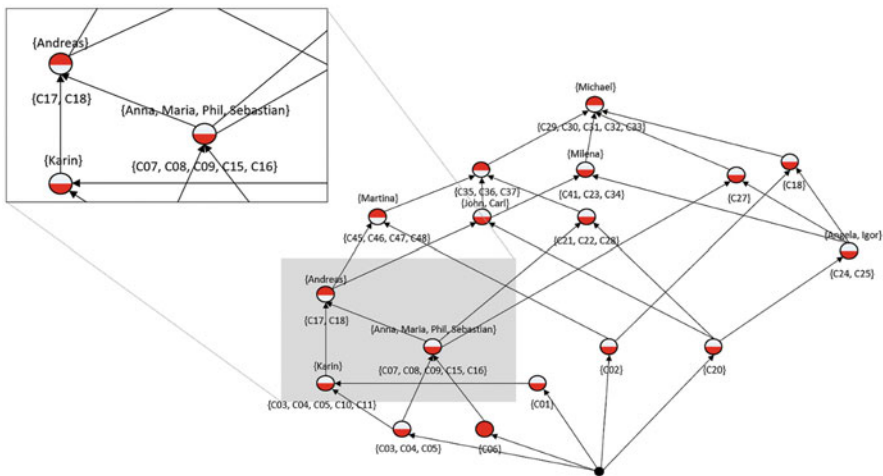 {Andreas}
{C17, C18}
{Anna, Maria, Phil, Sebastian}
{Karin}
{C07, C08, C09, C15, C16}
{Michael}
{C29, C30, C31, C32, C33}
{Milena}
{C35, C36, C37}
{C41, C23, C34}
{C27}
{C18}
{Martina}
{John, Carl}
{C45, C46, C47, C48}
{C21, C22, C28}
{Angela, Igor}
{C24, C25}
{Andreas}
{C17, C18}
{Anna, Maria, Phil, Sebastian}
{Karin}
{C07, C08, C09, C15, C16}
{C02}
{C20}
{C03, C04, C05, C10, C11}
{C01}
{C03, C04, C05}
{C06}